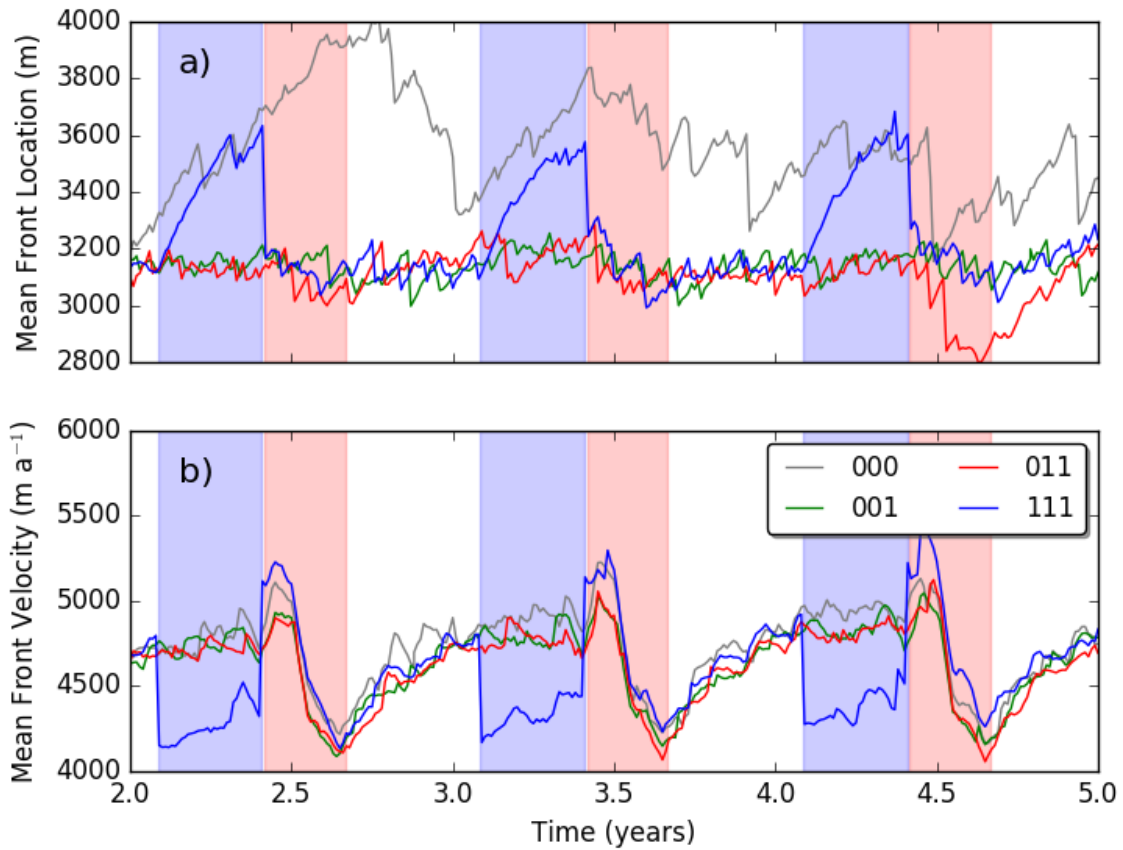 4000
3800
3600
3400
3200
3000
2800
Mean Front Location (m)
a)
6000
5500
5000
4500
4000
Mean Front Velocity (m a⁻¹)
b)
000 011
001 111
2.0 2.5 3.0 3.5 4.0 4.5 5.0
Time (years)